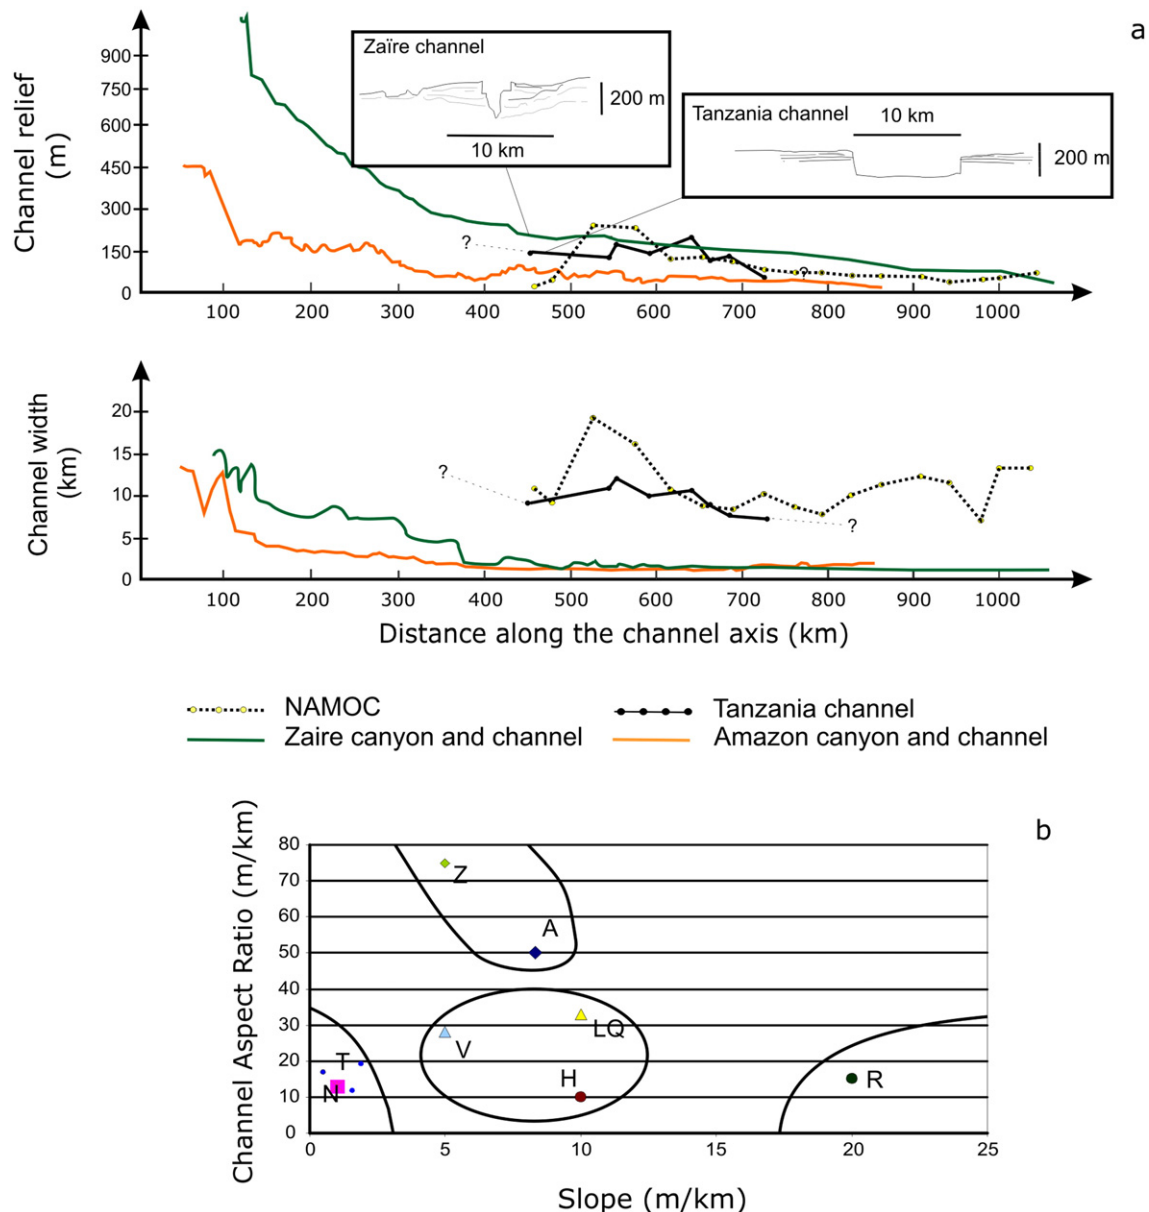 a
Channel relief
(m)
900
750
600
450
300
150
0
Zaïre channel
200 m
10 km
Tanzania channel
10 km
200 m
?
?
100 200 300 400 500 600 700 800 900 1000
Channel width
(km)
20
15
10
5
0
?
?
100 200 300 400 500 600 700 800 900 1000
Distance along the channel axis (km)
NAMOC
Tanzania channel
Zaire canyon and channel
Amazon canyon and channel
b
Channel Aspect Ratio (m/km)
80
70
60
50
40
30
20
10
0
Z
A
LQ
V
T
H
R
N
0 5 10 15 20 25
Slope (m/km)